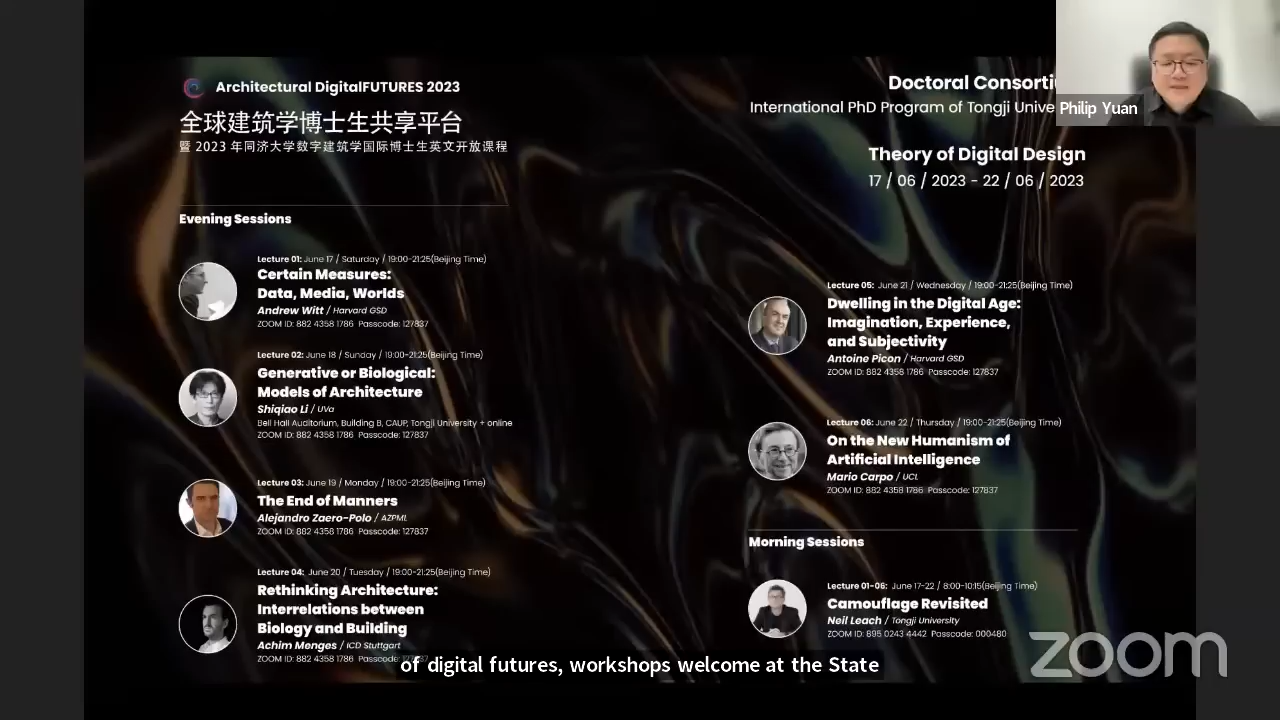 Architectural DigitalFUTURES 2023
全球建筑学博士生共享平台
暨 2023 年同济大学数字建筑学国际博士生英文开放课程
Evening Sessions
Lecture 01: June 17 / Saturday / 19:00-21:25(Beijing Time)
Certain Measures:
Data, Media, Worlds
Andrew Witt / Harvard GSD
ZOOM ID: 882 4358 1786 Passcode: 127837
Lecture 02: June 18 / Sunday / 19:00-21:25(Beijing Time)
Generative or Biological:
Models of Architecture
Shiqiao Li / UVa
Bell Hall Auditorium, Building B, CAUP, Tongji University + online
ZOOM ID: 882 4358 1786 Passcode: 127837
Lecture 03: June 19 / Monday / 19:00-21:25(Beijing Time)
The End of Manners
Alejandro Zaero-Polo / AZPML
ZOOM ID: 882 4358 1786 Passcode: 127837
Lecture 04: June 20 / Tuesday / 19:00-21:25(Beijing Time)
Rethinking Architecture:
Interrelations between
Biology and Building
Achim Menges / ICD Stuttgart
ZOOM ID: 882 4358 1786 Passcode:
Doctoral
International PhD Program of Tongji
Theory of Digital Design
17 / 06 / 2023 - 22 / 06 / 2023
Lecture 05: June 21 / Wednesday / 19:00-21:25(Beijing Time)
Dwelling in the Digital Age:
Imagination, Experience,
and Subjectivity
Antoine Picon / Harvard GSD
ZOOM ID: 882 4358 1786 Passcode: 127837
Lecture 06: June 22 / Thursday / 19:00-21:25(Beijing Time)
On the New Humanism of
Artificial Intelligence
Mario Carpo / UCL
ZOOM ID: 882 4358 1786 Passcode: 127837
Morning Sessions
Lecture 01-06: June 17-22 / 8:00-10:15(Beijing Time)
Camouflage Revisited
Neil Leach / Tongji University
ZOOM ID: 895 0243 4442 Passcode: 000480
Philip Yuan
of digital futures, workshops welcome at the State
zoom